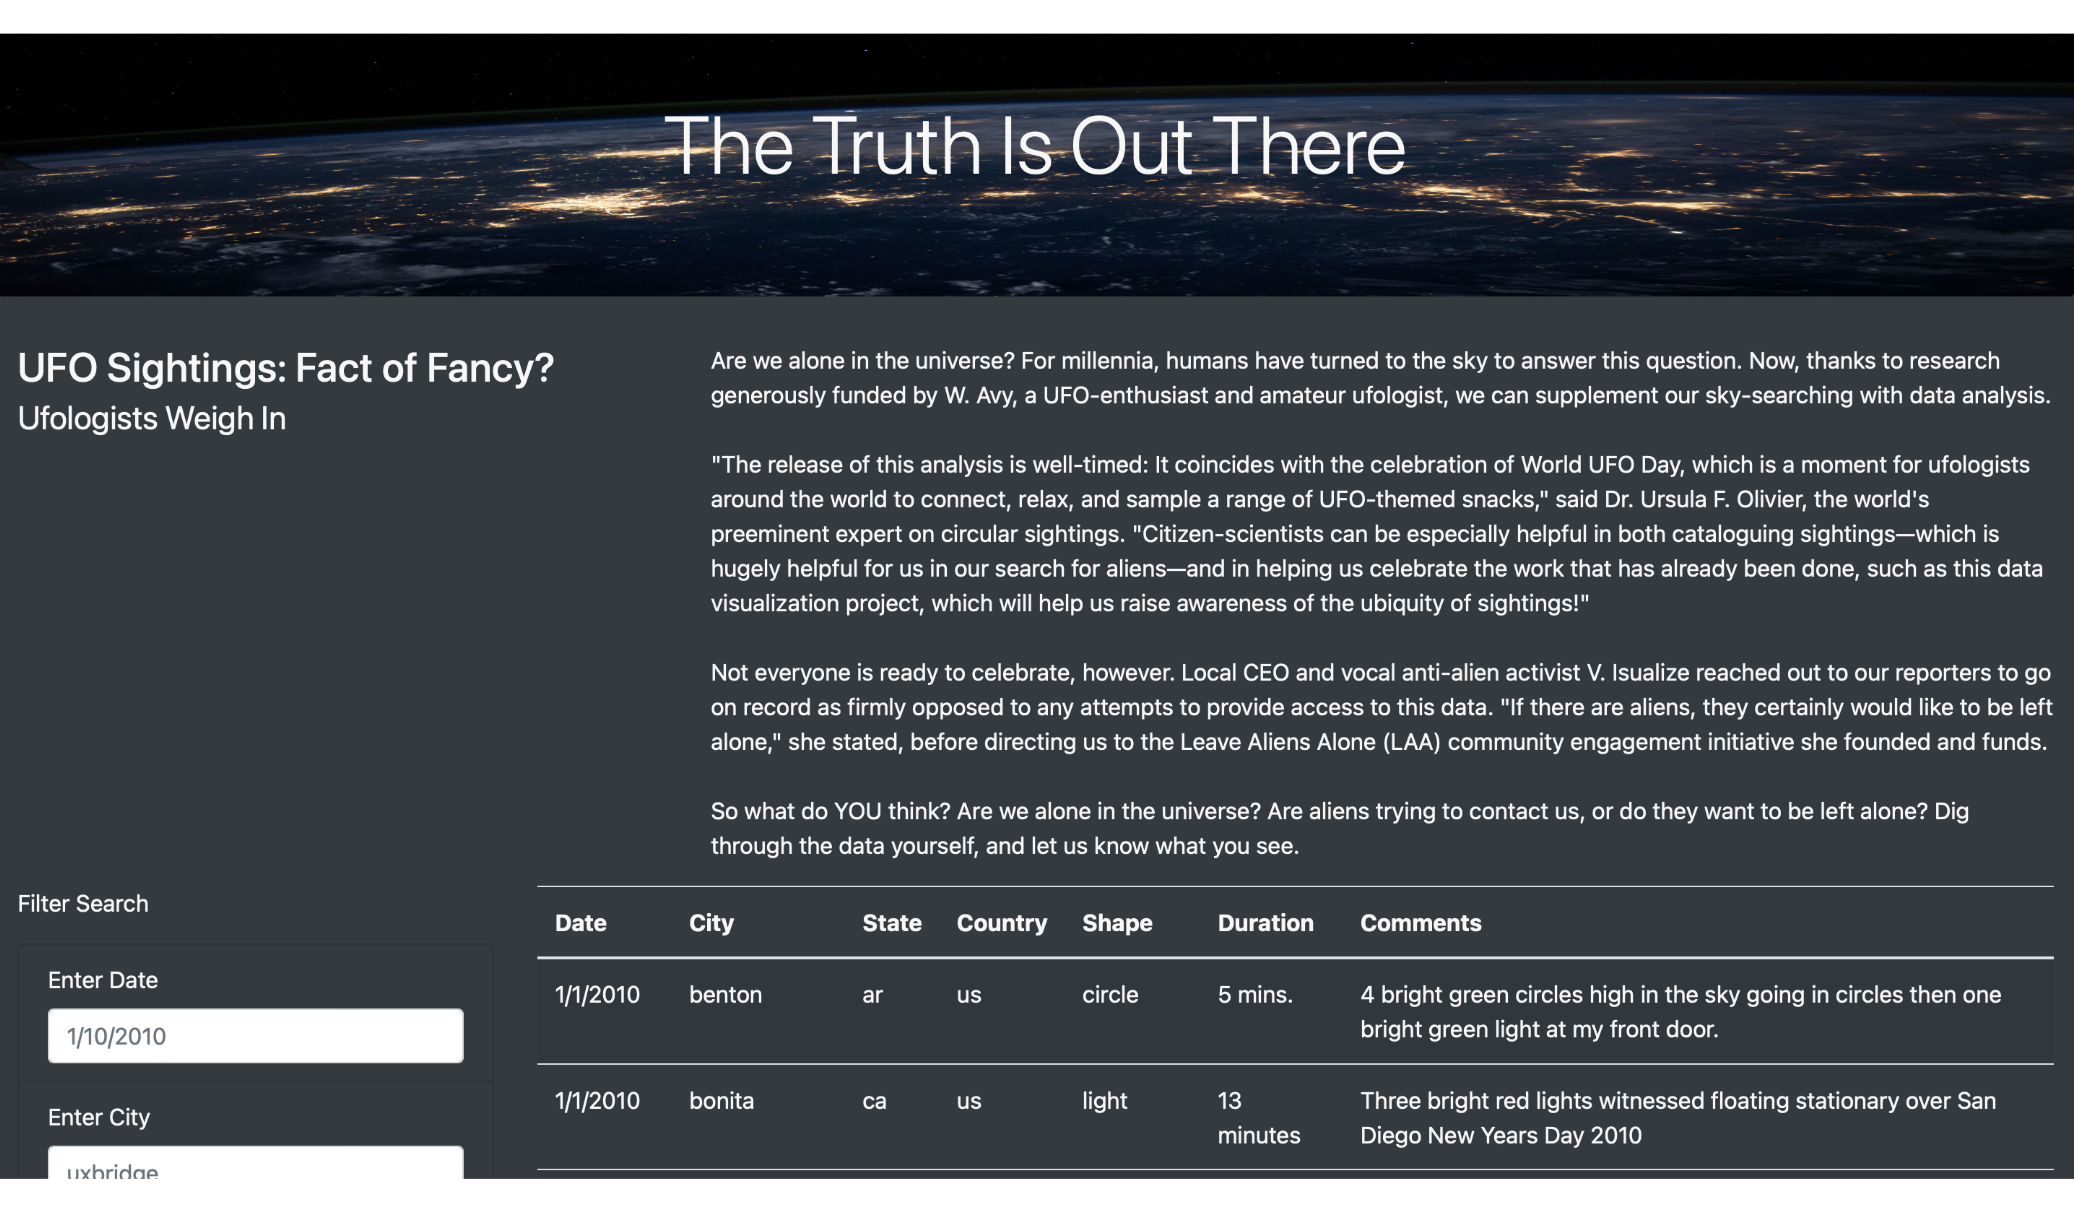 The Truth Is Out There
UFO Sightings: Fact of Fancy?
Ufologists Weigh In
Are we alone in the universe? For millennia, humans have turned to the sky to answer this question. Now, thanks to research
generously funded by W. Avy, a UFO-enthusiast and amateur ufologist, we can supplement our sky-searching with data analysis.
"The release of this analysis is well-timed: It coincides with the celebration of World UFO Day, which is a moment for ufologists
around the world to connect, relax, and sample a range of UFO-themed snacks," said Dr. Ursula F. Olivier, the world's
preeminent expert on circular sightings. "Citizen-scientists can be especially helpful in both cataloguing sightings—which is
hugely helpful for us in our search for aliens—and in helping us celebrate the work that has already been done, such as this data
visualization project, which will help us raise awareness of the ubiquity of sightings!"
Not everyone is ready to celebrate, however. Local CEO and vocal anti-alien activist V. Isualize reached out to our reporters to go
on record as firmly opposed to any attempts to provide access to this data. "If there are aliens, they certainly would like to be left
alone," she stated, before directing us to the Leave Aliens Alone (LAA) community engagement initiative she founded and funds.
So what do YOU think? Are we alone in the universe? Are aliens trying to contact us, or do they want to be left alone? Dig
through the data yourself, and let us know what you see.
Filter Search
Enter Date
1/10/2010
Enter City
uxbridge
Date City State Country Shape Duration Comments
1/1/2010 benton ar us circle 5 mins. 4 bright green circles high in the sky going in circles then one
bright green light at my front door.
1/1/2010 bonita ca us light 13 Three bright red lights witnessed floating stationary over San
minutes Diego New Years Day 2010